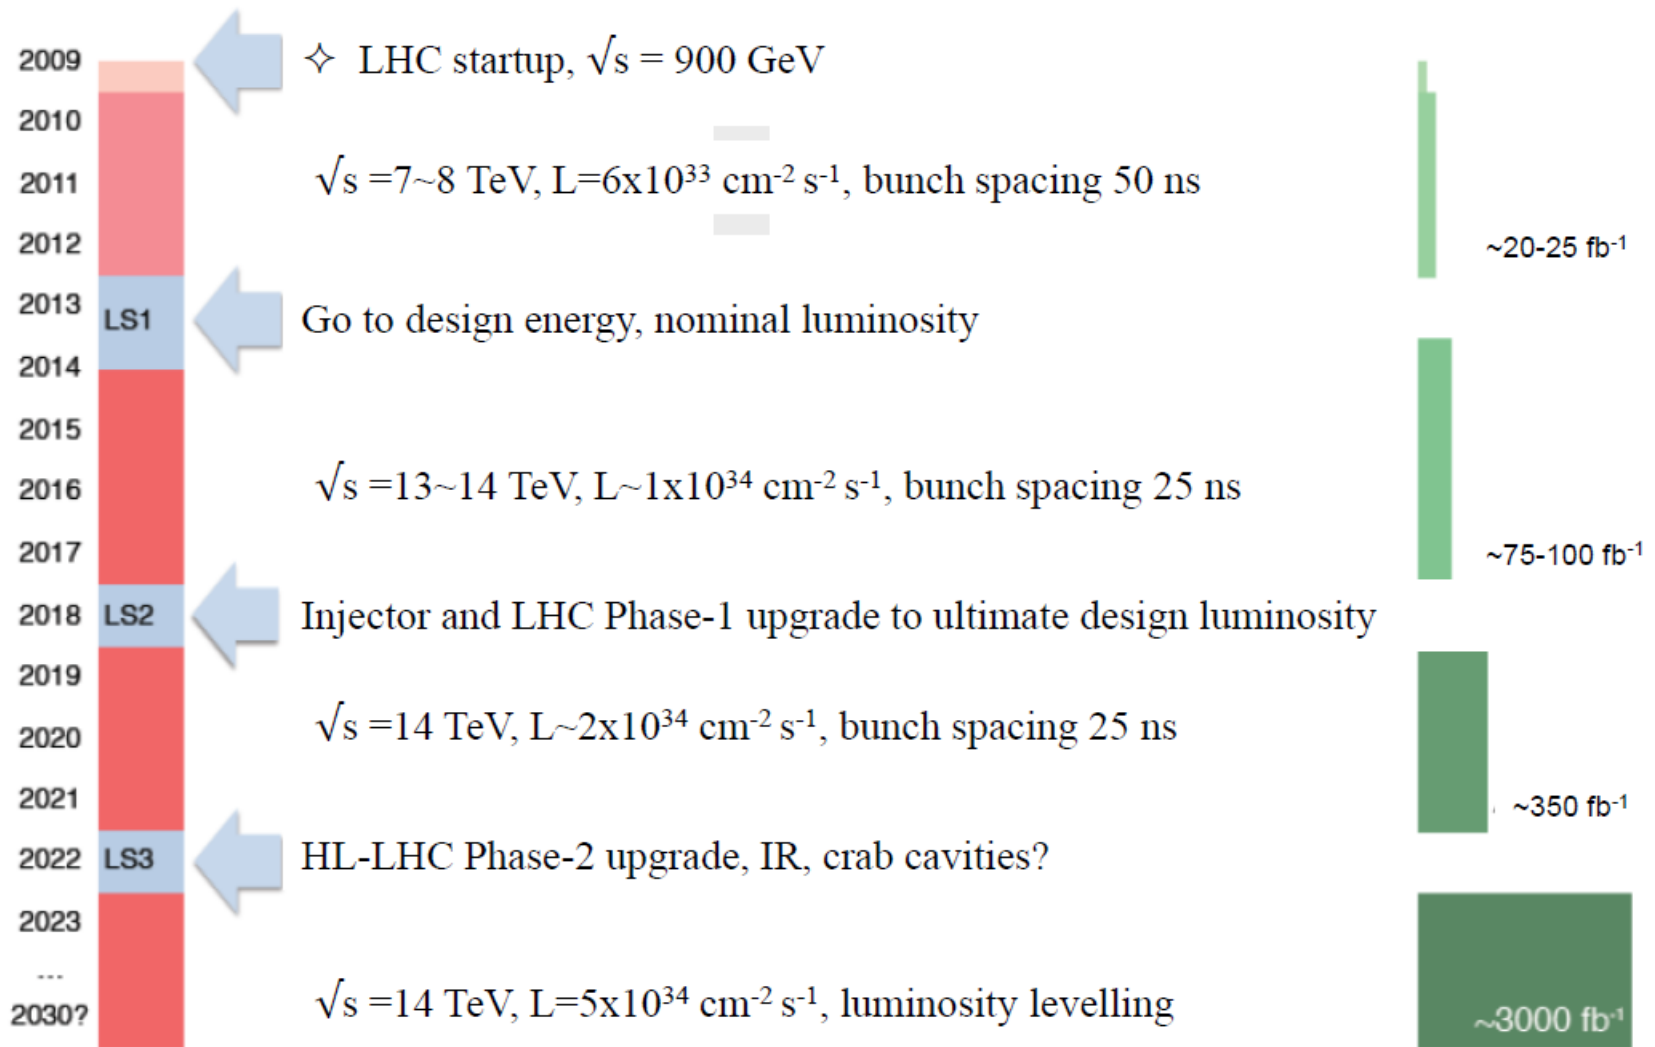 2009 ✧ LHC startup, √s = 900 GeV
2010
√s =7~8 TeV, L=6x10³³ cm⁻² s⁻¹, bunch spacing 50 ns
2011
2012 ~20-25 fb⁻¹
2013 LS1 Go to design energy, nominal luminosity
2014
2015
2016 √s =13~14 TeV, L~1x10³⁴ cm⁻² s⁻¹, bunch spacing 25 ns
2017 ~75-100 fb⁻¹
2018 LS2 Injector and LHC Phase-1 upgrade to ultimate design luminosity
2019
2020 √s =14 TeV, L~2x10³⁴ cm⁻² s⁻¹, bunch spacing 25 ns
2021 ~350 fb⁻¹
2022 LS3 HL-LHC Phase-2 upgrade, IR, crab cavities?
2023
...
2030? √s =14 TeV, L=5x10³⁴ cm⁻² s⁻¹, luminosity levelling ~3000 fb⁻¹